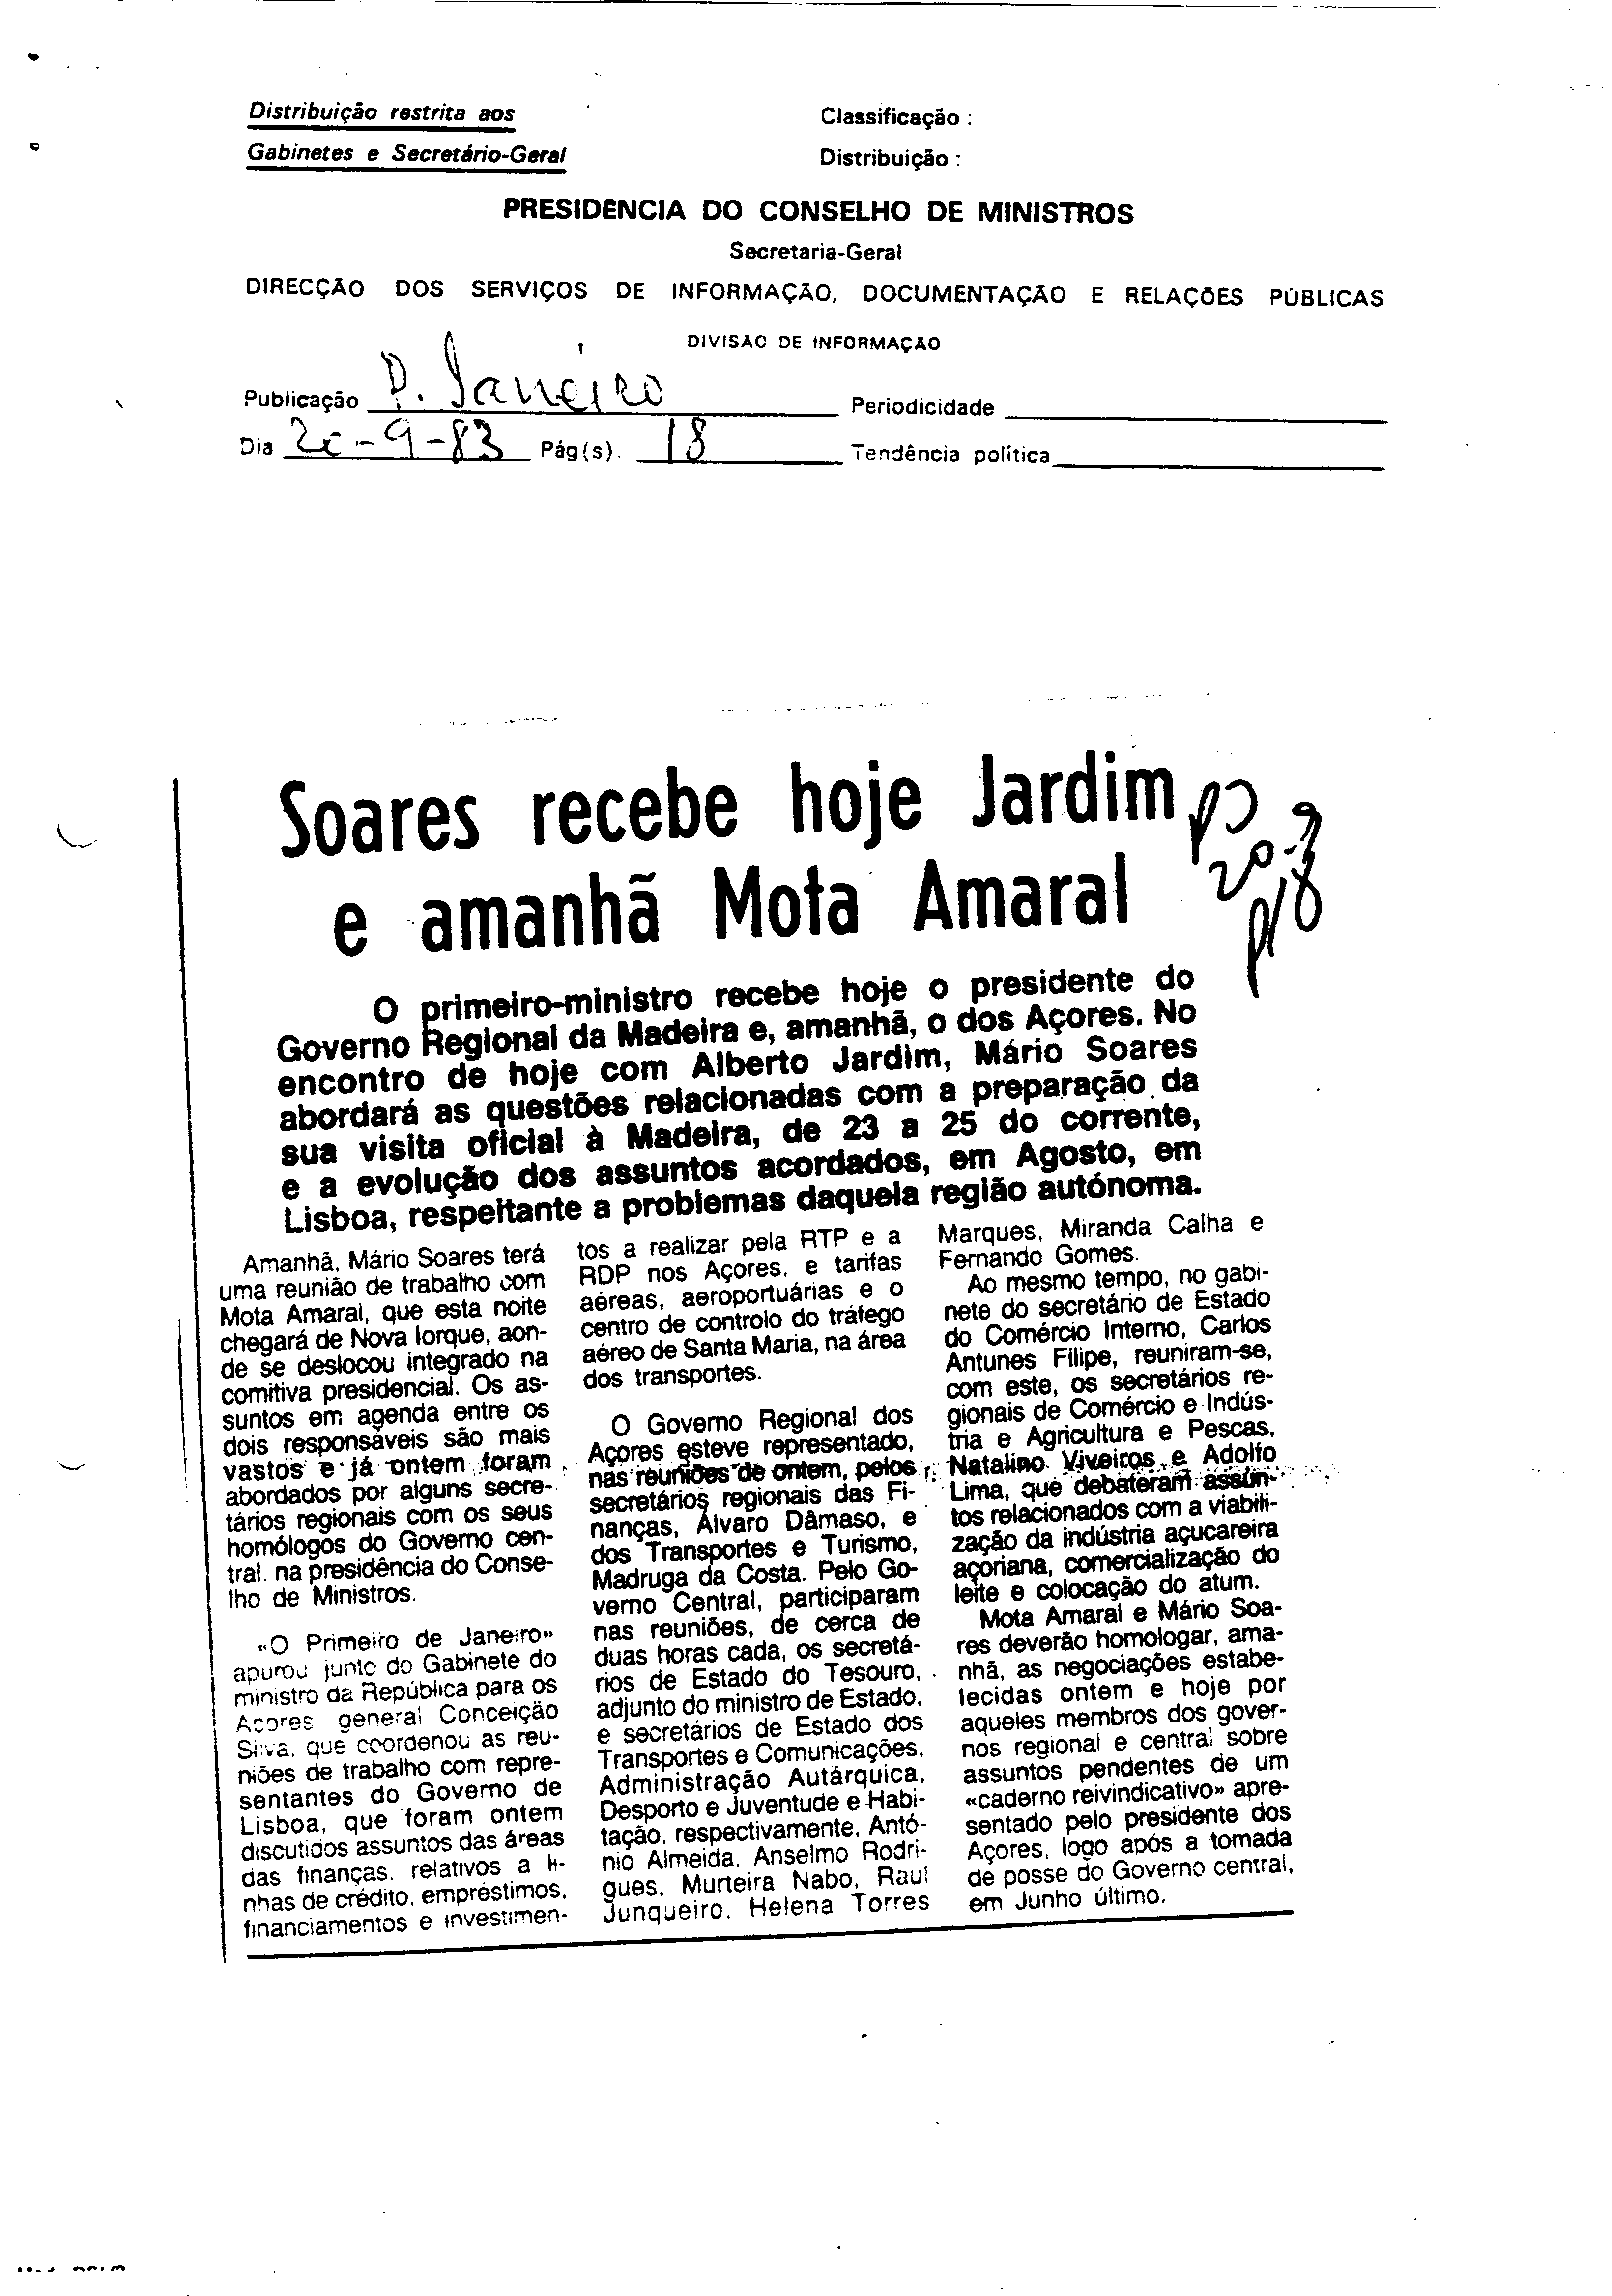 Distribuição restrita aos
Gabinetes e Secretário-Geral
Classificação :
Distribuição :
PRESIDENCIA DO CONSELHO DE MINISTROS
Secretaria-Geral
DIRECÇÃO DOS SERVIÇOS DE INFORMAÇÃO, DOCUMENTAÇÃO E RELAÇÕES PÚBLICAS
DIVISÃO DE INFORMAÇÃO
Publicação P. Janeiro Periodicidade
Dia 20-9-83 Pág(s). 18 Tendência política
Soares recebe hoje Jardim
e amanhã Mota Amaral
PJ
20-9
p18
O primeiro-ministro recebe hoje o presidente do
Governo Regional da Madeira e, amanhã, o dos Açores. No
encontro de hoje com Alberto Jardim, Mário Soares
abordará as questões relacionadas com a preparação da
sua visita oficial à Madeira, de 23 a 25 do corrente,
e a evolução dos assuntos acordados, em Agosto, em
Lisboa, respeitante a problemas daquela região autónoma.
Amanhã, Mário Soares terá
uma reunião de trabalho com
Mota Amaral, que esta noite
chegará de Nova Iorque, aon-
de se deslocou integrado na
comitiva presidencial. Os as-
suntos em agenda entre os
dois responsáveis são mais
vastos e já ontem foram
abordados por alguns secre-
tários regionais com os seus
homólogos do Governo cen-
tral, na presidência do Conse-
lho de Ministros.
«O Primeiro de Janeiro»
apurou junto do Gabinete do
ministro da República para os
Açores general Conceição
Silva, que coordenou as reu-
niões de trabalho com repre-
sentantes do Governo de
Lisboa, que foram ontem
discutidos assuntos das áreas
das finanças, relativos a li-
nhas de crédito, empréstimos,
financiamentos e investimen-
tos a realizar pela RTP e a
RDP nos Açores, e tarifas
aéreas, aeroportuárias e o
centro de controlo do tráfego
aéreo de Santa Maria, na área
dos transportes.
O Governo Regional dos
Açores esteve representado,
nas reuniões de ontem, pelos
secretários regionais das Fi-
nanças, Álvaro Dâmaso, e
dos Transportes e Turismo,
Madruga da Costa. Pelo Go-
verno Central, participaram
nas reuniões, de cerca de
duas horas cada, os secretá-
rios de Estado do Tesouro,
adjunto do ministro de Estado,
e secretários de Estado dos
Transportes e Comunicações,
Administração Autárquica,
Desporto e Juventude e Habi-
tação, respectivamente, Antó-
nio Almeida, Anselmo Rodri-
gues, Murteira Nabo, Raul
Junqueiro, Helena Torres
Marques, Miranda Calha e
Fernando Gomes.
Ao mesmo tempo, no gabi-
nete do secretário de Estado
do Comércio Interno, Carlos
Antunes Filipe, reuniram-se,
com este, os secretários re-
gionais de Comércio e Indús-
tria e Agricultura e Pescas,
Natalino Viveiros e Adolfo
Lima, que debateram assun-
tos relacionados com a viabili-
zação da indústria açucareira
açoriana, comercialização do
leite e colocação do atum.
Mota Amaral e Mário Soa-
res deverão homologar, ama-
nhã, as negociações estabe-
lecidas ontem e hoje por
aqueles membros dos gover-
nos regional e central sobre
assuntos pendentes de um
«caderno reivindicativo» apre-
sentado pelo presidente dos
Açores, logo após a tomada
de posse do Governo central,
em Junho último.